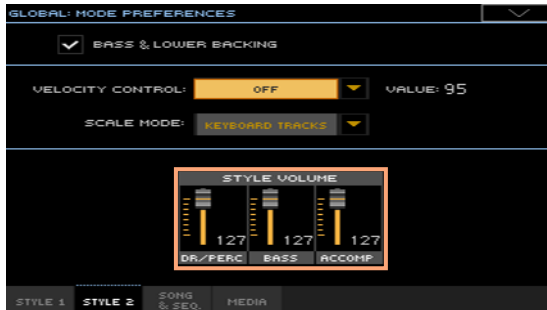 GLOBAL: MODE PREFERENCES
BASS & LOWER BACKING
VELOCITY CONTROL: OFF VALUE: 95
SCALE MODE: KEYBOARD TRACKS
STYLE VOLUME
127 127 127
DR/PERC BASS ACCOMP
STYLE 1 STYLE 2 SONG & SEQ. MEDIA